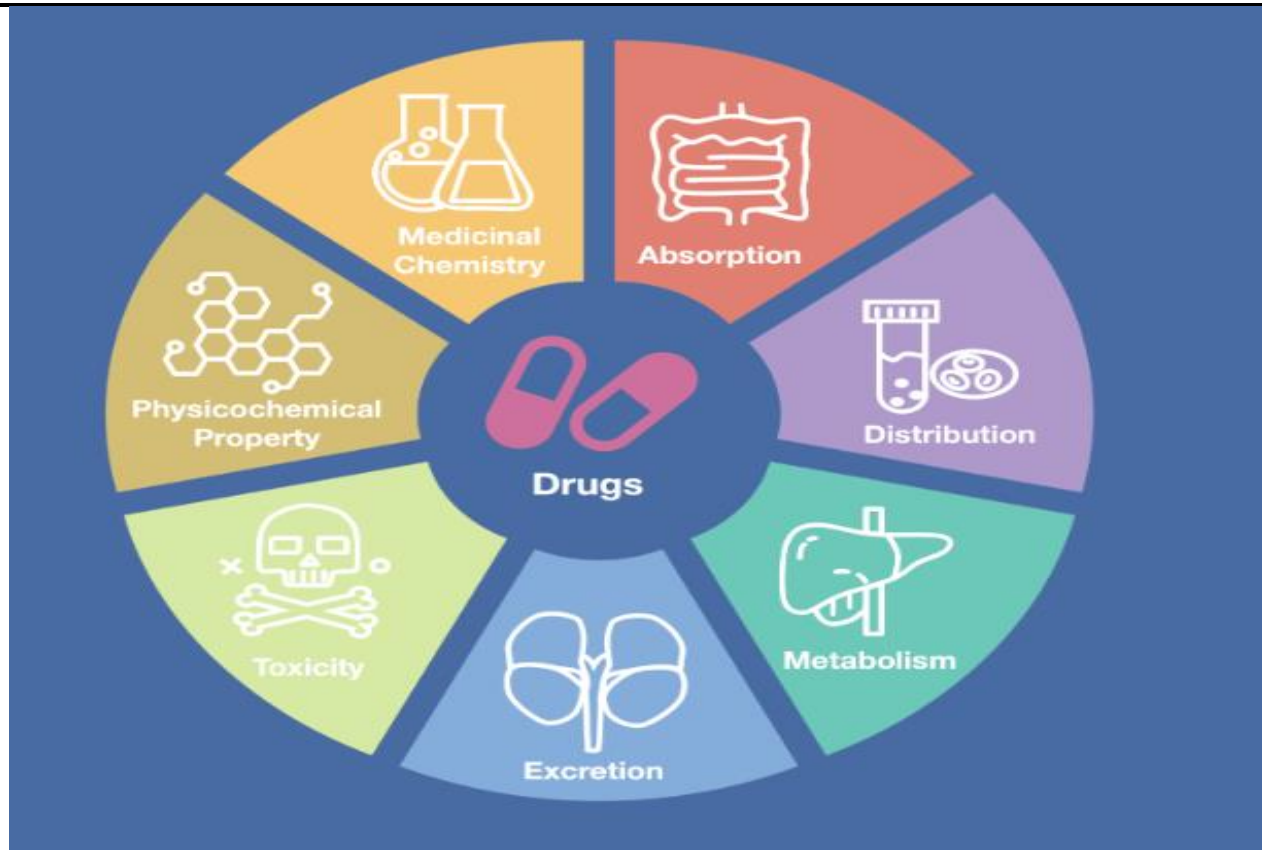 Medicinal
Chemistry
Absorption
Physicochemical
Property
Distribution
Drugs
Toxicity
Metabolism
Excretion